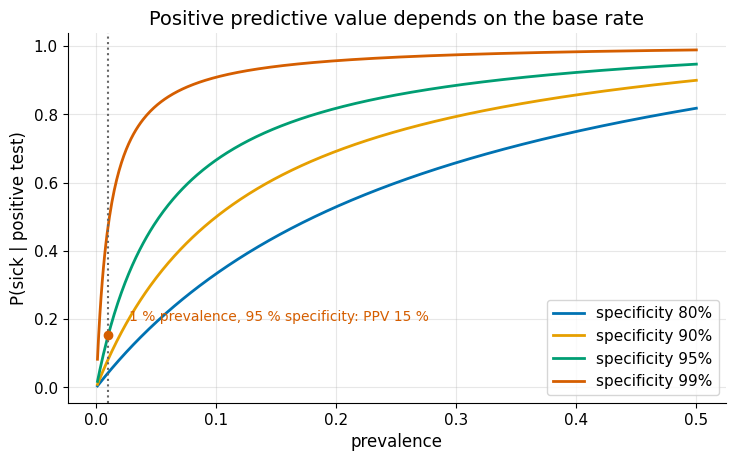 Positive predictive value depends on the base rate
P(sick | positive test)
1.0
0.8
0.6
0.4
0.2
0.0
1 % prevalence, 95 % specificity: PPV 15 %
specificity 80%
specificity 90%
specificity 95%
specificity 99%
0.0 0.1 0.2 0.3 0.4 0.5
prevalence